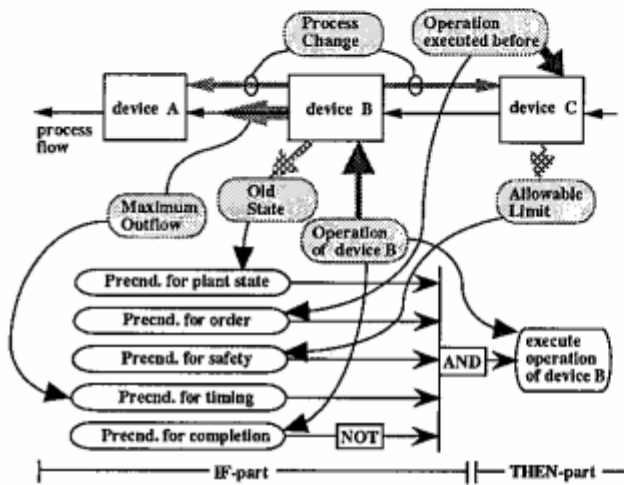 Process
Change
Operation
executed before
device A
device B
device C
process
flow
Maximum
Outflow
Old
State
Operation
of device B
Allowable
Limit
Precnd. for plant state
Precnd. for order
Precnd. for safety
Precnd. for timing
Precnd. for completion
NOT
AND
execute
operation
of device B
IF-part
THEN-part